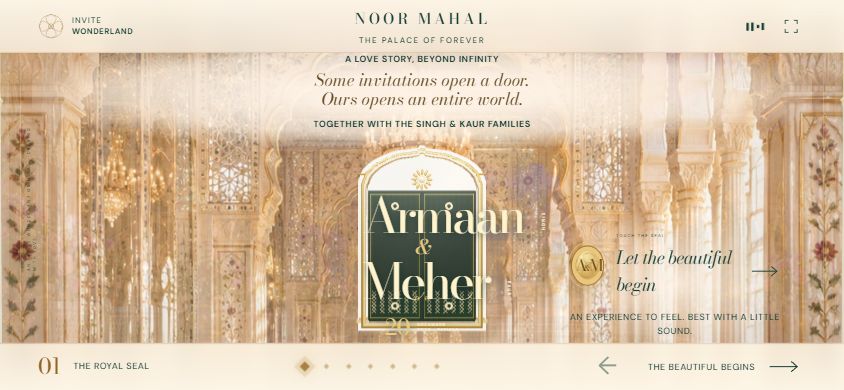 INVITE
WONDERLAND
NOOR MAHAL
THE PALACE OF FOREVER
A LOVE STORY, BEYOND INFINITY
Some invitations open a door.
Ours opens an entire world.
TOGETHER WITH THE SINGH & KAUR FAMILIES
Armaan
&
Meher
20
TOUCH THE SEAL
A&M
Let the beautiful
begin
AN EXPERIENCE TO FEEL. BEST WITH A LITTLE
SOUND.
01
THE ROYAL SEAL
THE BEAUTIFUL BEGINS